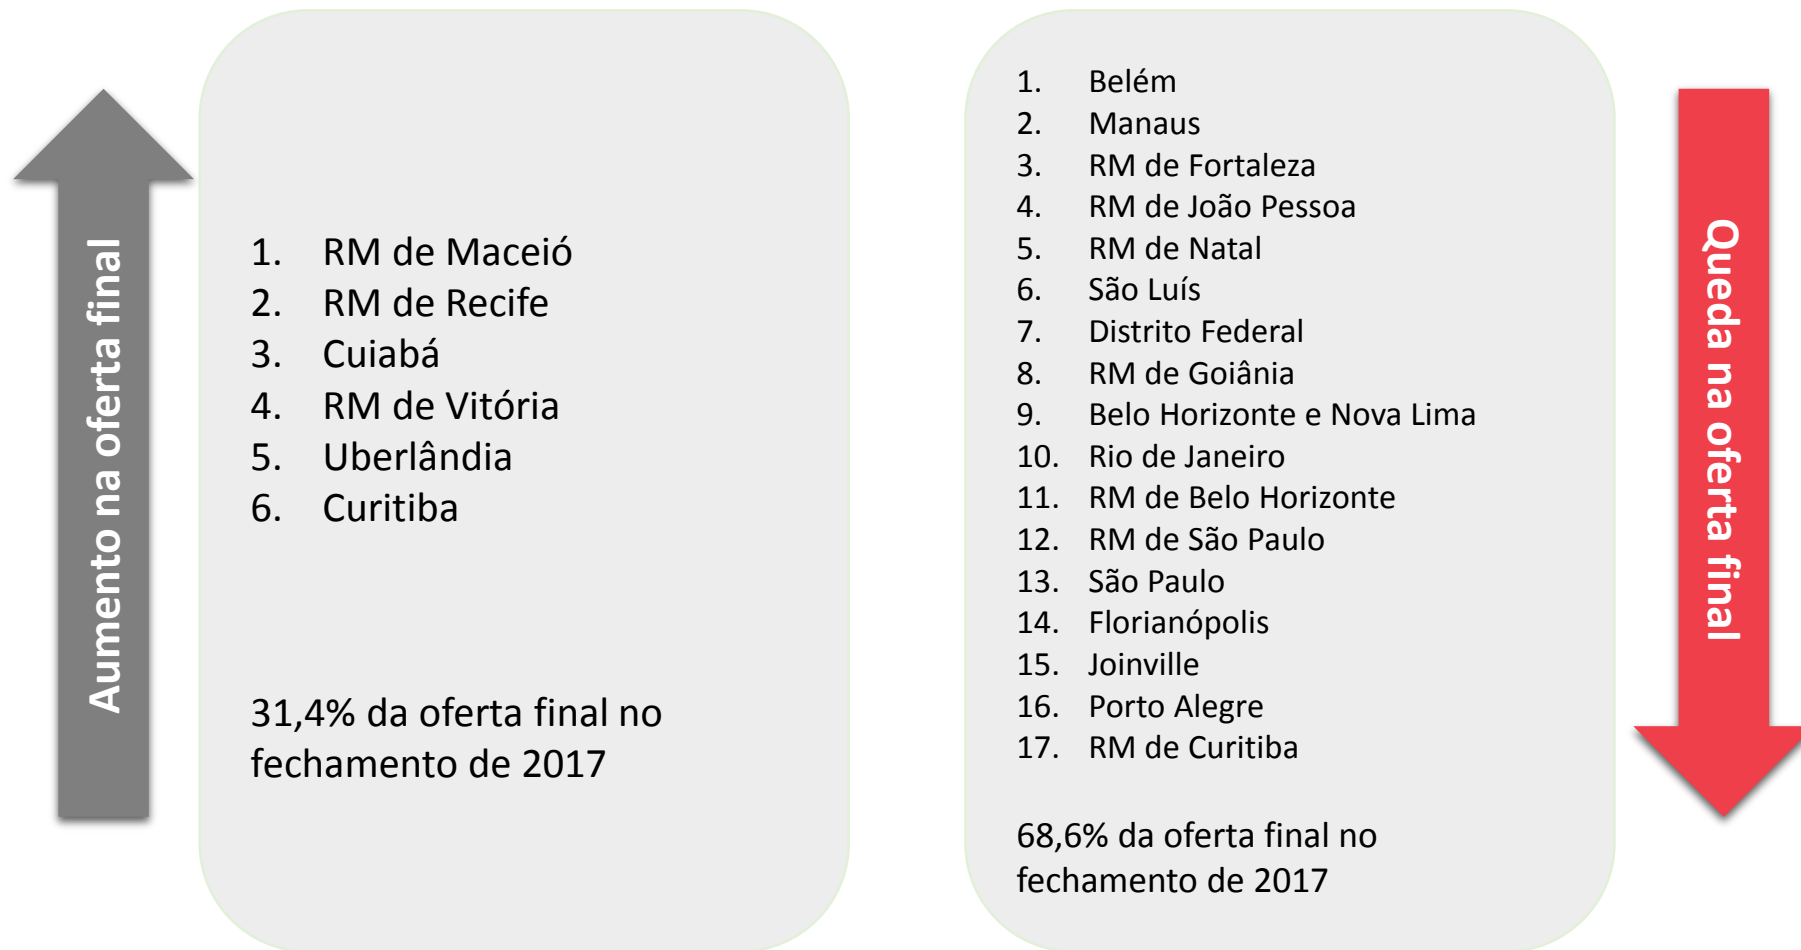 Aumento na oferta final
1. RM de Maceió
2. RM de Recife
3. Cuiabá
4. RM de Vitória
5. Uberlândia
6. Curitiba
31,4% da oferta final no
fechamento de 2017
1. Belém
2. Manaus
3. RM de Fortaleza
4. RM de João Pessoa
5. RM de Natal
6. São Luís
7. Distrito Federal
8. RM de Goiânia
9. Belo Horizonte e Nova Lima
10. Rio de Janeiro
11. RM de Belo Horizonte
12. RM de São Paulo
13. São Paulo
14. Florianópolis
15. Joinville
16. Porto Alegre
17. RM de Curitiba
68,6% da oferta final no
fechamento de 2017
Queda na oferta final